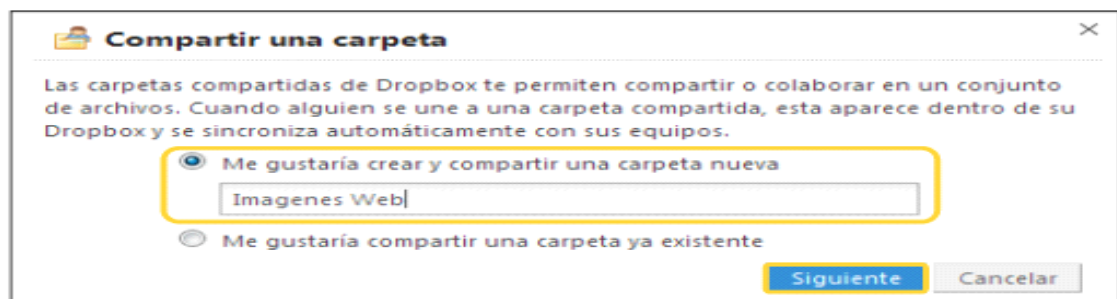 Compartir una carpeta
Las carpetas compartidas de Dropbox te permiten compartir o colaborar en un conjunto
de archivos. Cuando alguien se une a una carpeta compartida, esta aparece dentro de su
Dropbox y se sincroniza automáticamente con sus equipos.
Me gustaría crear y compartir una carpeta nueva
Imagenes Web
Me gustaría compartir una carpeta ya existente
Siguiente Cancelar